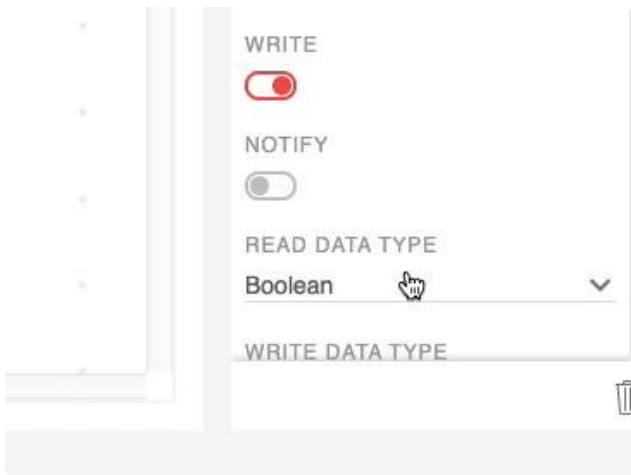 WRITE
NOTIFY
READ DATA TYPE
Boolean
WRITE DATA TYPE